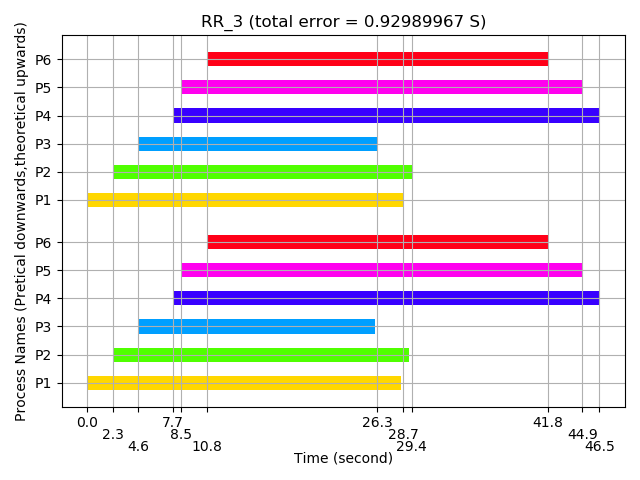 RR_3 (total error = 0.92989967 S)
Process Names (Pretical downwards,theoretical upwards)
P6
P5
P4
P3
P2
P1
P6
P5
P4
P3
P2
P1
0.0 7.7 26.3 41.8
2.3 8.5 28.7 44.9
4.6 10.8 29.4 46.5
Time (second)